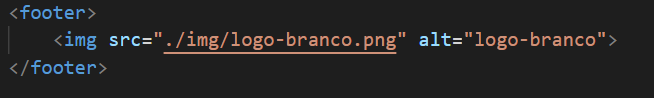 <footer>
<img src="./img/logo-branco.png" alt="logo-branco">
</footer>